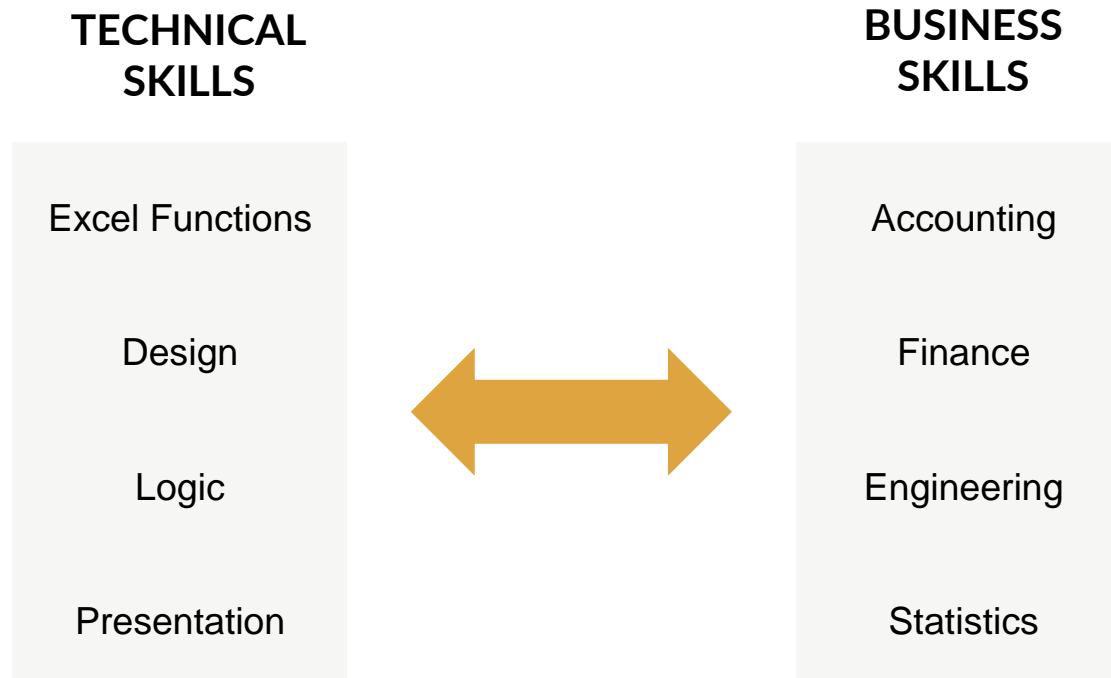 TECHNICAL
SKILLS
Excel Functions
Design
Logic
Presentation
BUSINESS
SKILLS
Accounting
Finance
Engineering
Statistics